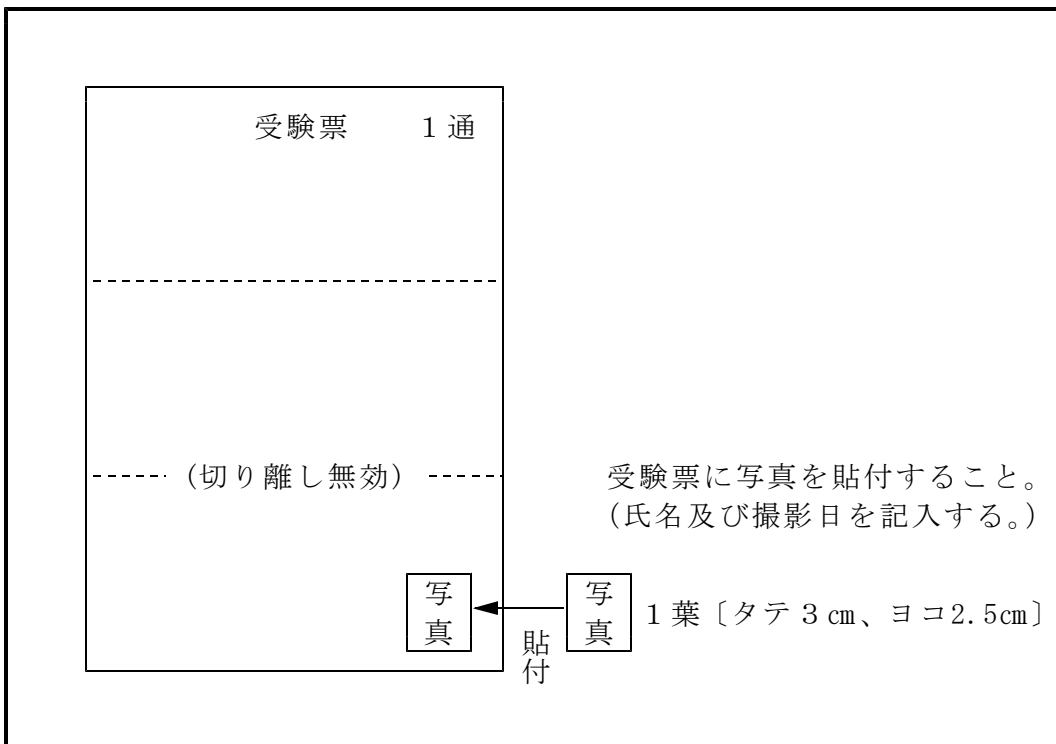 受験票　　１通
(切り離し無効)
受験票に写真を貼付すること。
(氏名及び撮影日を記入する。)
写真
写真
１葉〔タテ３㎝、ヨコ2.5㎝〕
貼付